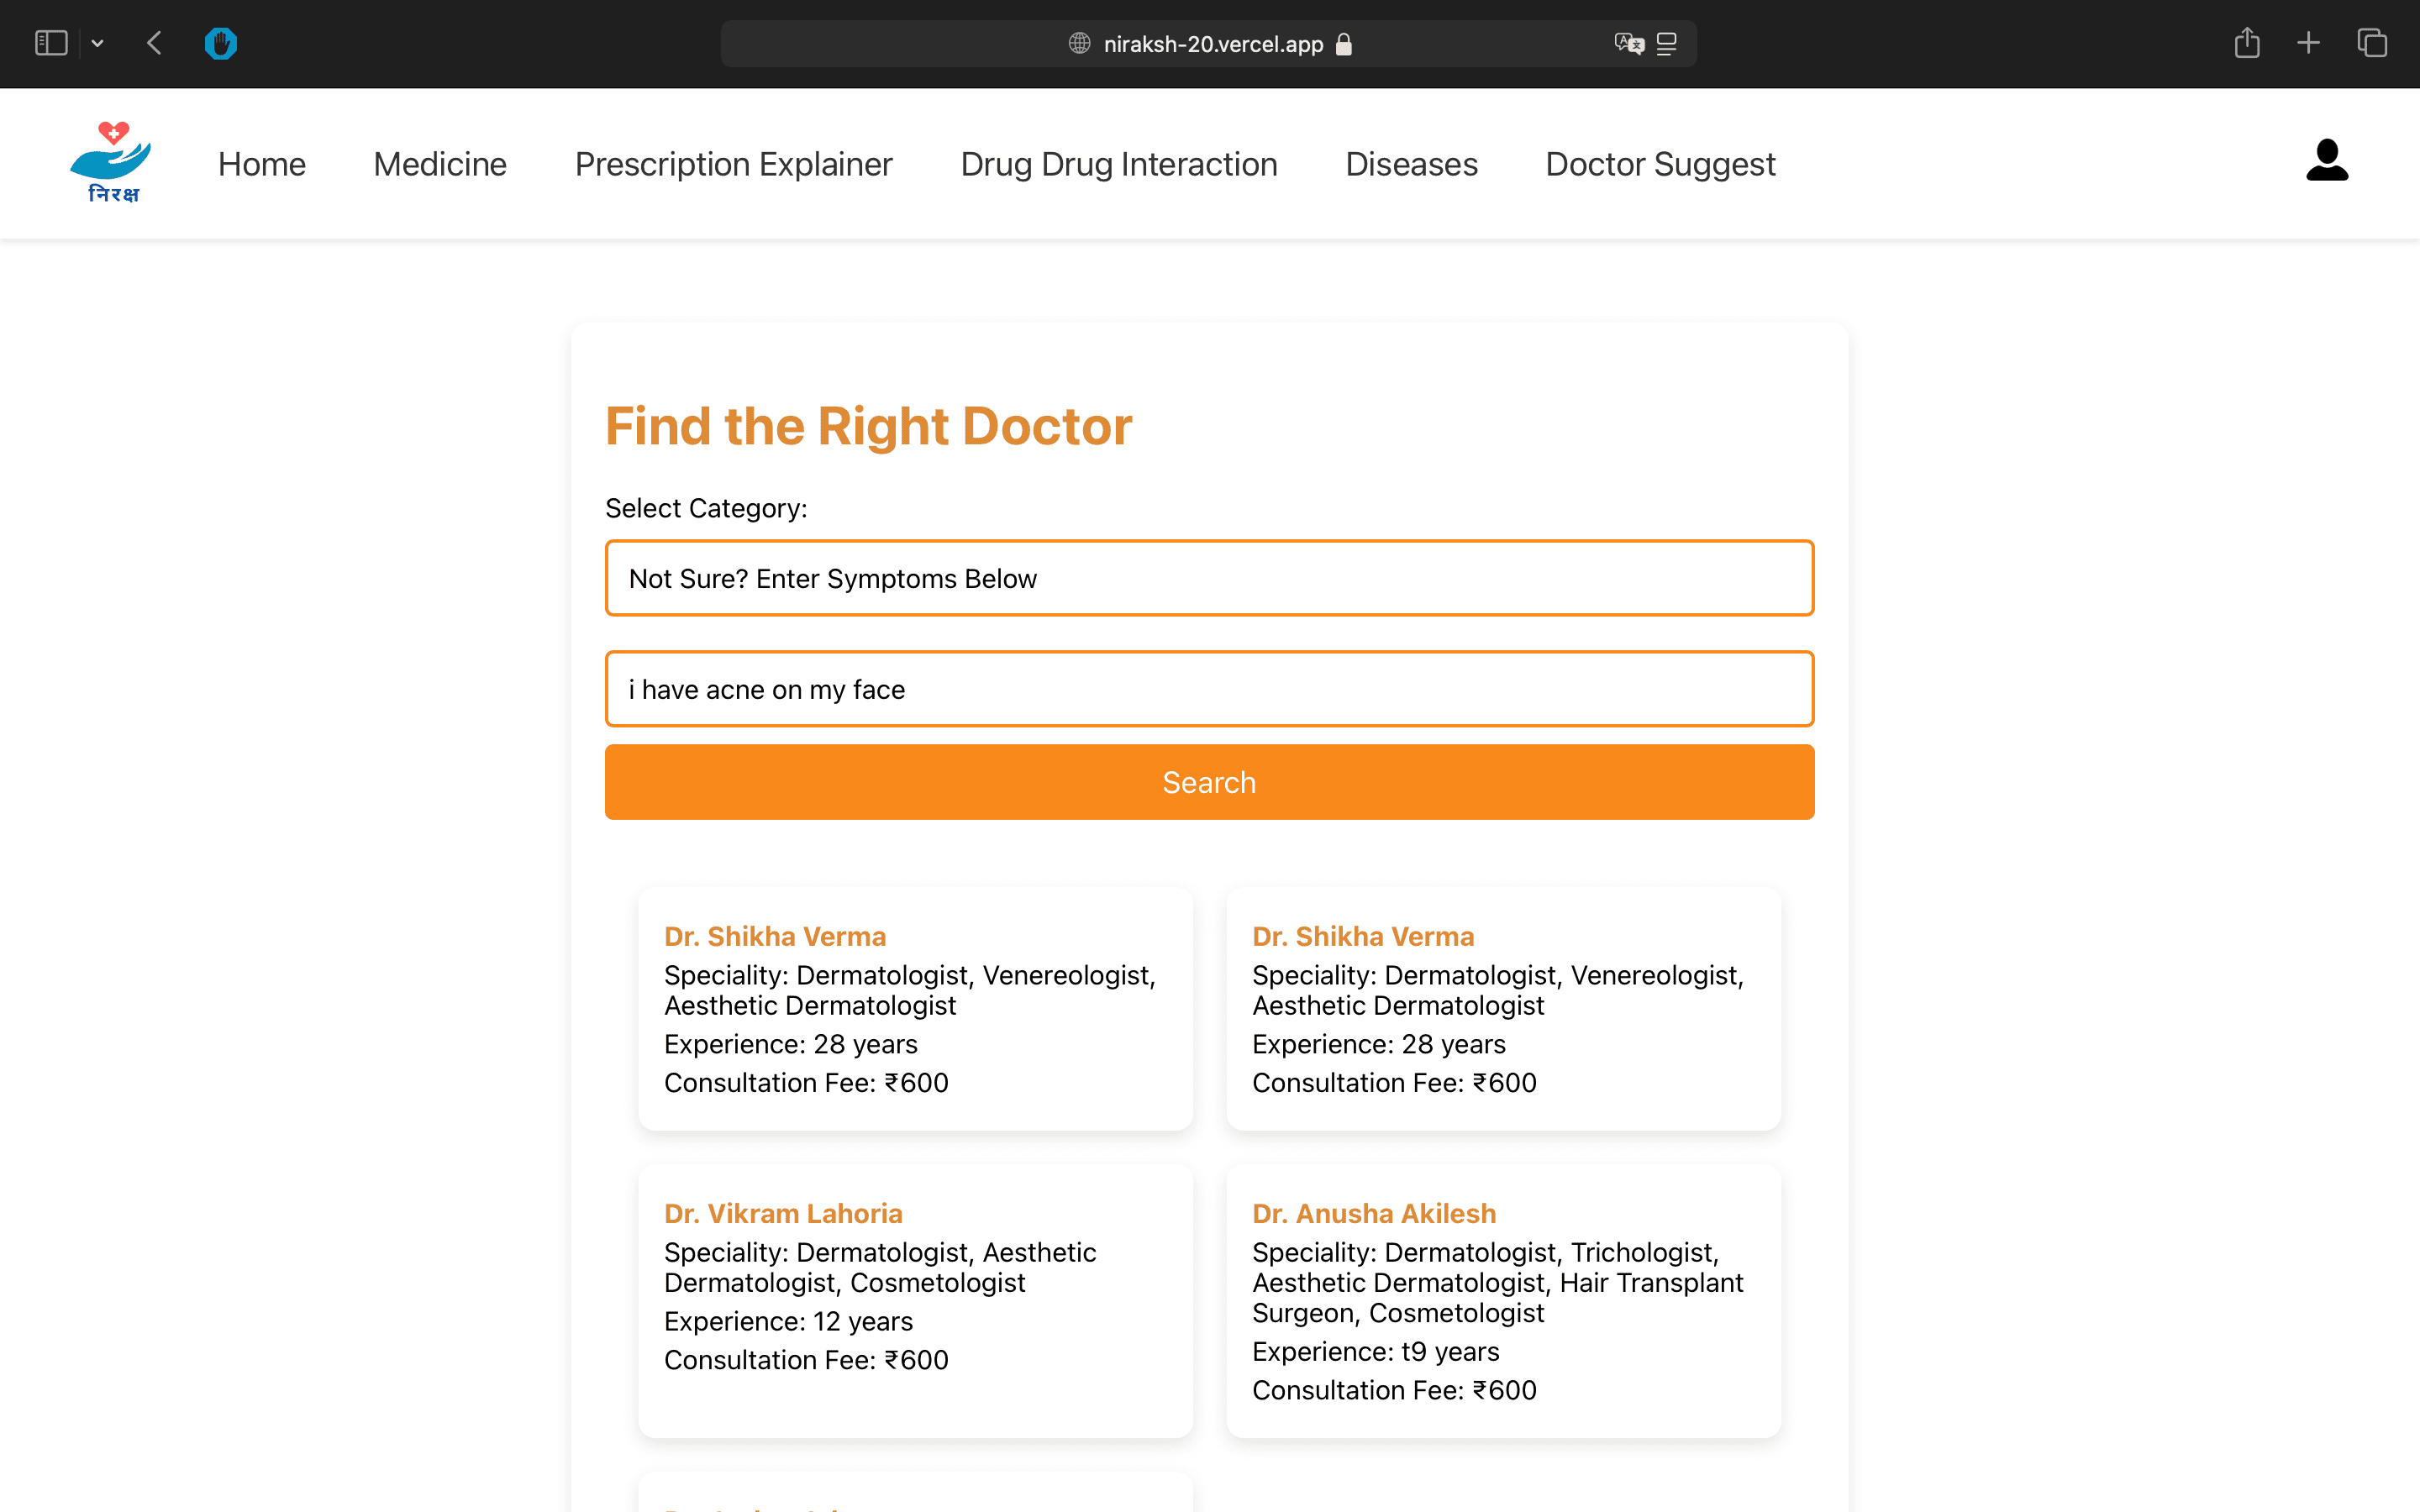 niraksh-20.vercel.app
निरक्ष
Home
Medicine
Prescription Explainer
Drug Drug Interaction
Diseases
Doctor Suggest
Find the Right Doctor
Select Category:
Not Sure? Enter Symptoms Below
i have acne on my face
Search
Dr. Shikha Verma
Speciality: Dermatologist, Venereologist,
Aesthetic Dermatologist
Experience: 28 years
Consultation Fee: ₹600
Dr. Shikha Verma
Speciality: Dermatologist, Venereologist,
Aesthetic Dermatologist
Experience: 28 years
Consultation Fee: ₹600
Dr. Vikram Lahoria
Speciality: Dermatologist, Aesthetic
Dermatologist, Cosmetologist
Experience: 12 years
Consultation Fee: ₹600
Dr. Anusha Akilesh
Speciality: Dermatologist, Trichologist,
Aesthetic Dermatologist, Hair Transplant
Surgeon, Cosmetologist
Experience: t9 years
Consultation Fee: ₹600